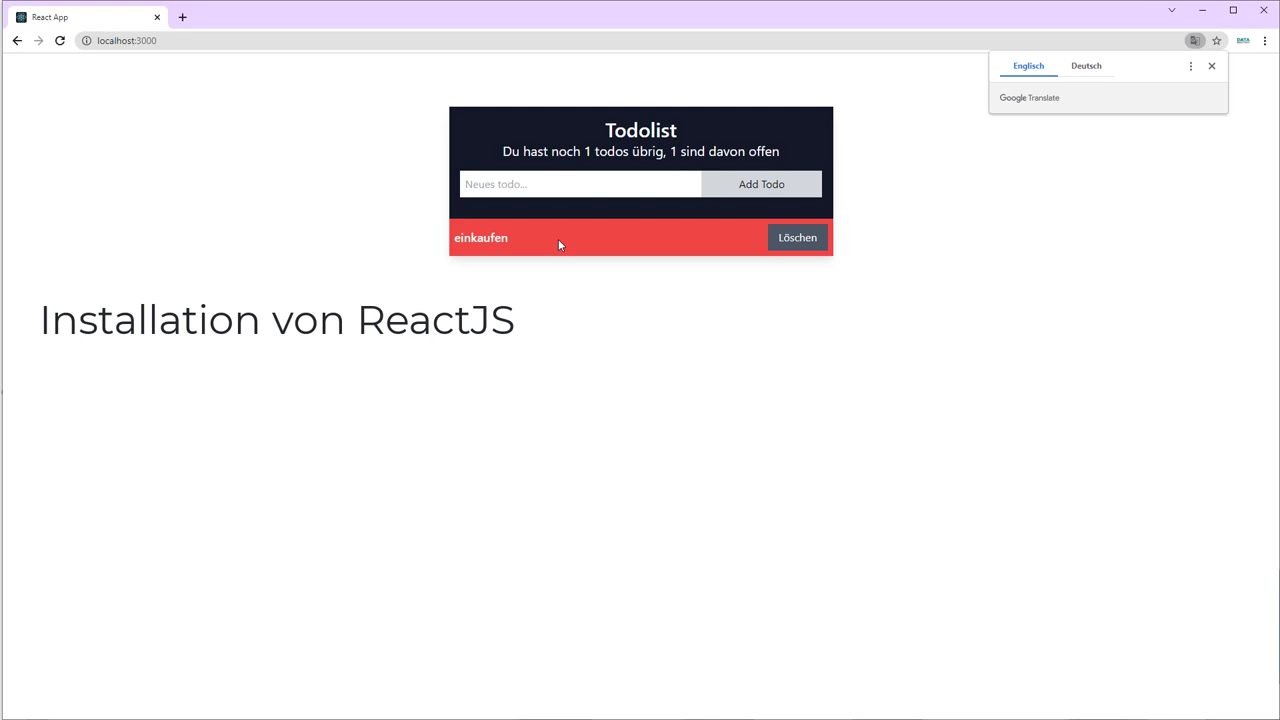 React App
localhost:3000
Englisch Deutsch
Google Translate
Todolist
Du hast noch 1 todos übrig, 1 sind davon offen
Neues todo... Add Todo
einkaufen Löschen
Installation von ReactJS
DATA